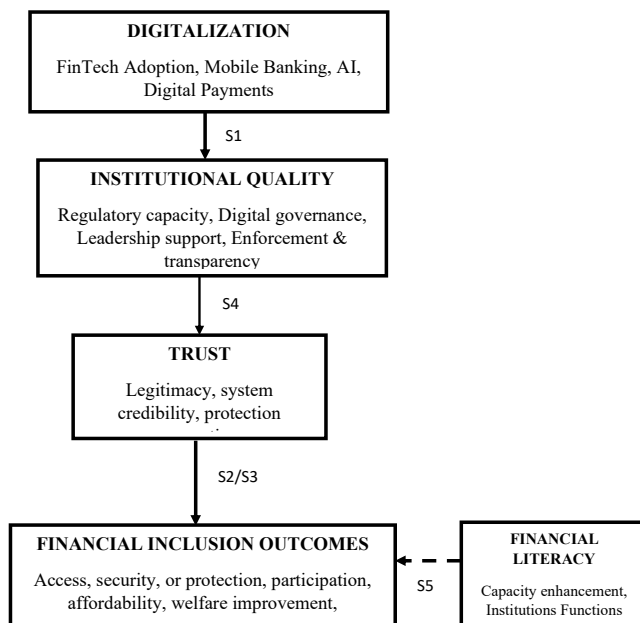 DIGITALIZATION
FinTech Adoption, Mobile Banking, AI,
Digital Payments
S1
INSTITUTIONAL QUALITY
Regulatory capacity, Digital governance,
Leadership support, Enforcement &
transparency
S4
TRUST
Legitimacy, system
credibility, protection
S2/S3
FINANCIAL INCLUSION OUTCOMES
Access, security, or protection, participation,
affordability, welfare improvement,
S5
FINANCIAL
LITERACY
Capacity enhancement,
Institutions Functions